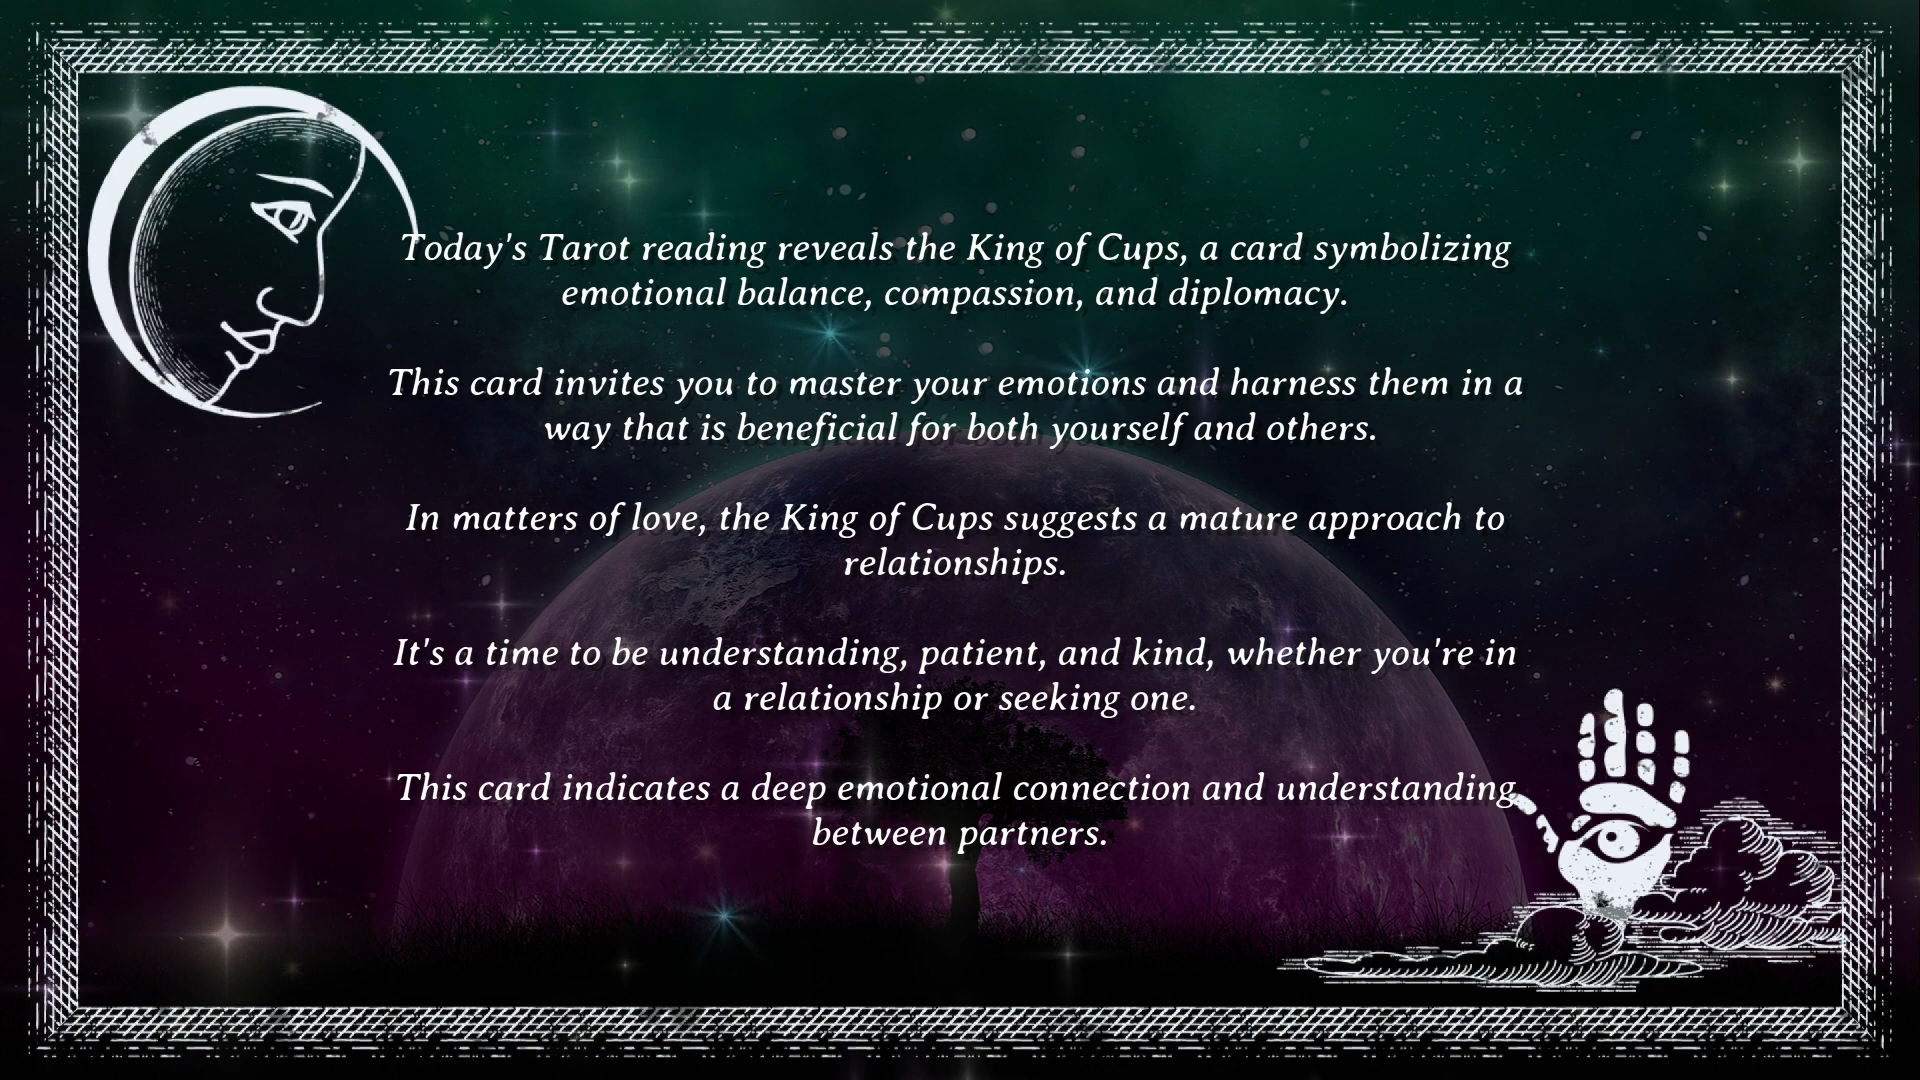 Today's Tarot reading reveals the King of Cups, a card symbolizing
emotional balance, compassion, and diplomacy.
This card invites you to master your emotions and harness them in a
way that is beneficial for both yourself and others.
In matters of love, the King of Cups suggests a mature approach to
relationships.
It's a time to be understanding, patient, and kind, whether you're in
a relationship or seeking one.
This card indicates a deep emotional connection and understanding
between partners.